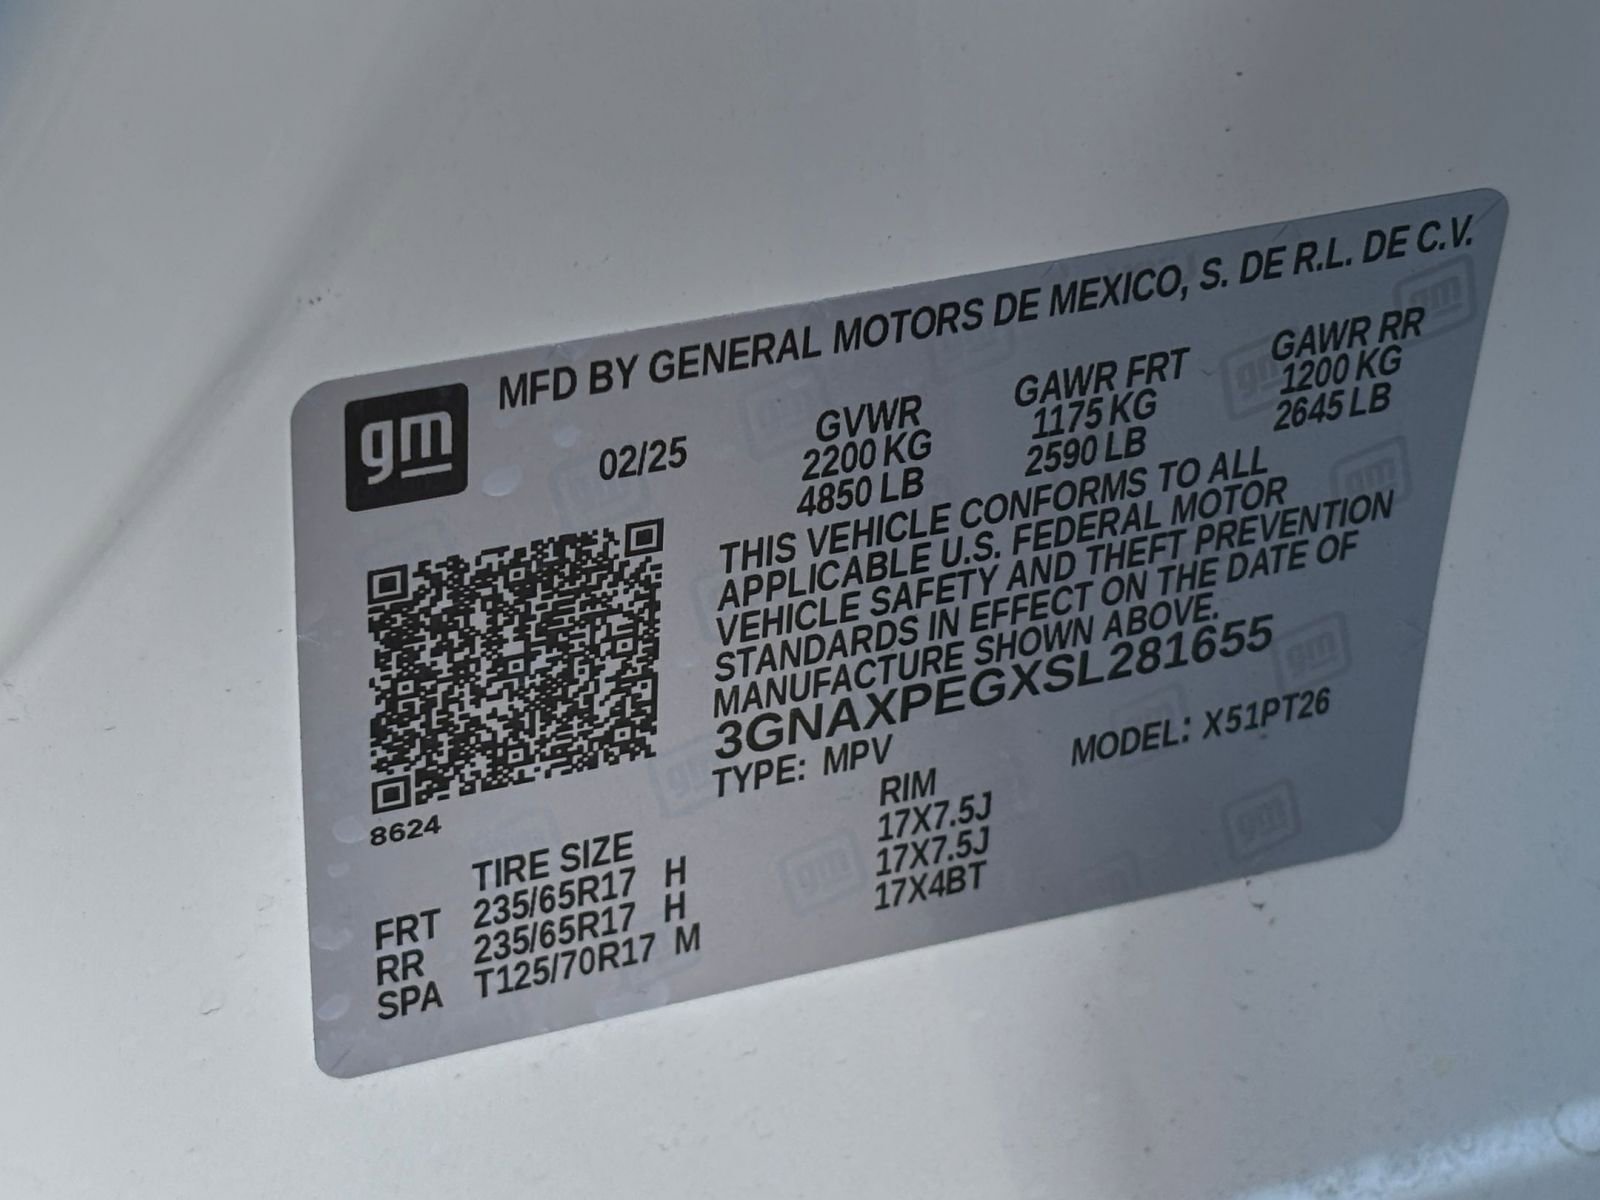 MFD BY GENERAL MOTORS DE MEXICO, S. DE R.L. DE C.V.
gm
02/25
GVWR GAWR FRT GAWR RR
2200 KG 1175 KG 1200 KG
4850 LB 2590 LB 2645 LB
THIS VEHICLE CONFORMS TO ALL
APPLICABLE U.S. FEDERAL MOTOR
VEHICLE SAFETY AND THEFT PREVENTION
STANDARDS IN EFFECT ON THE DATE OF
MANUFACTURE SHOWN ABOVE.
3GNAXPEGXSL281655
TYPE: MPV MODEL: X51PT26
8624
TIRE SIZE RIM
FRT 235/65R17 H 17X7.5J
RR 235/65R17 H 17X7.5J
SPA T125/70R17 M 17X4BT